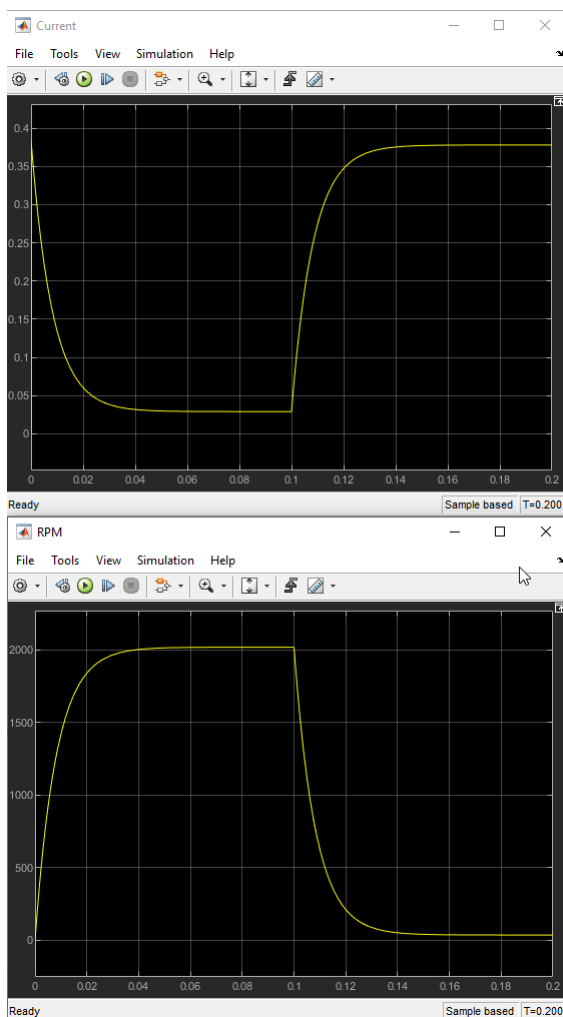 Current
File Tools View Simulation Help
0.4
0.35
0.3
0.25
0.2
0.15
0.1
0.05
0
0 0.02 0.04 0.06 0.08 0.1 0.12 0.14 0.16 0.18 0.2
Ready Sample based T=0.200
RPM
File Tools View Simulation Help
2000
1500
1000
500
0
0 0.02 0.04 0.06 0.08 0.1 0.12 0.14 0.16 0.18 0.2
Ready Sample based T=0.200